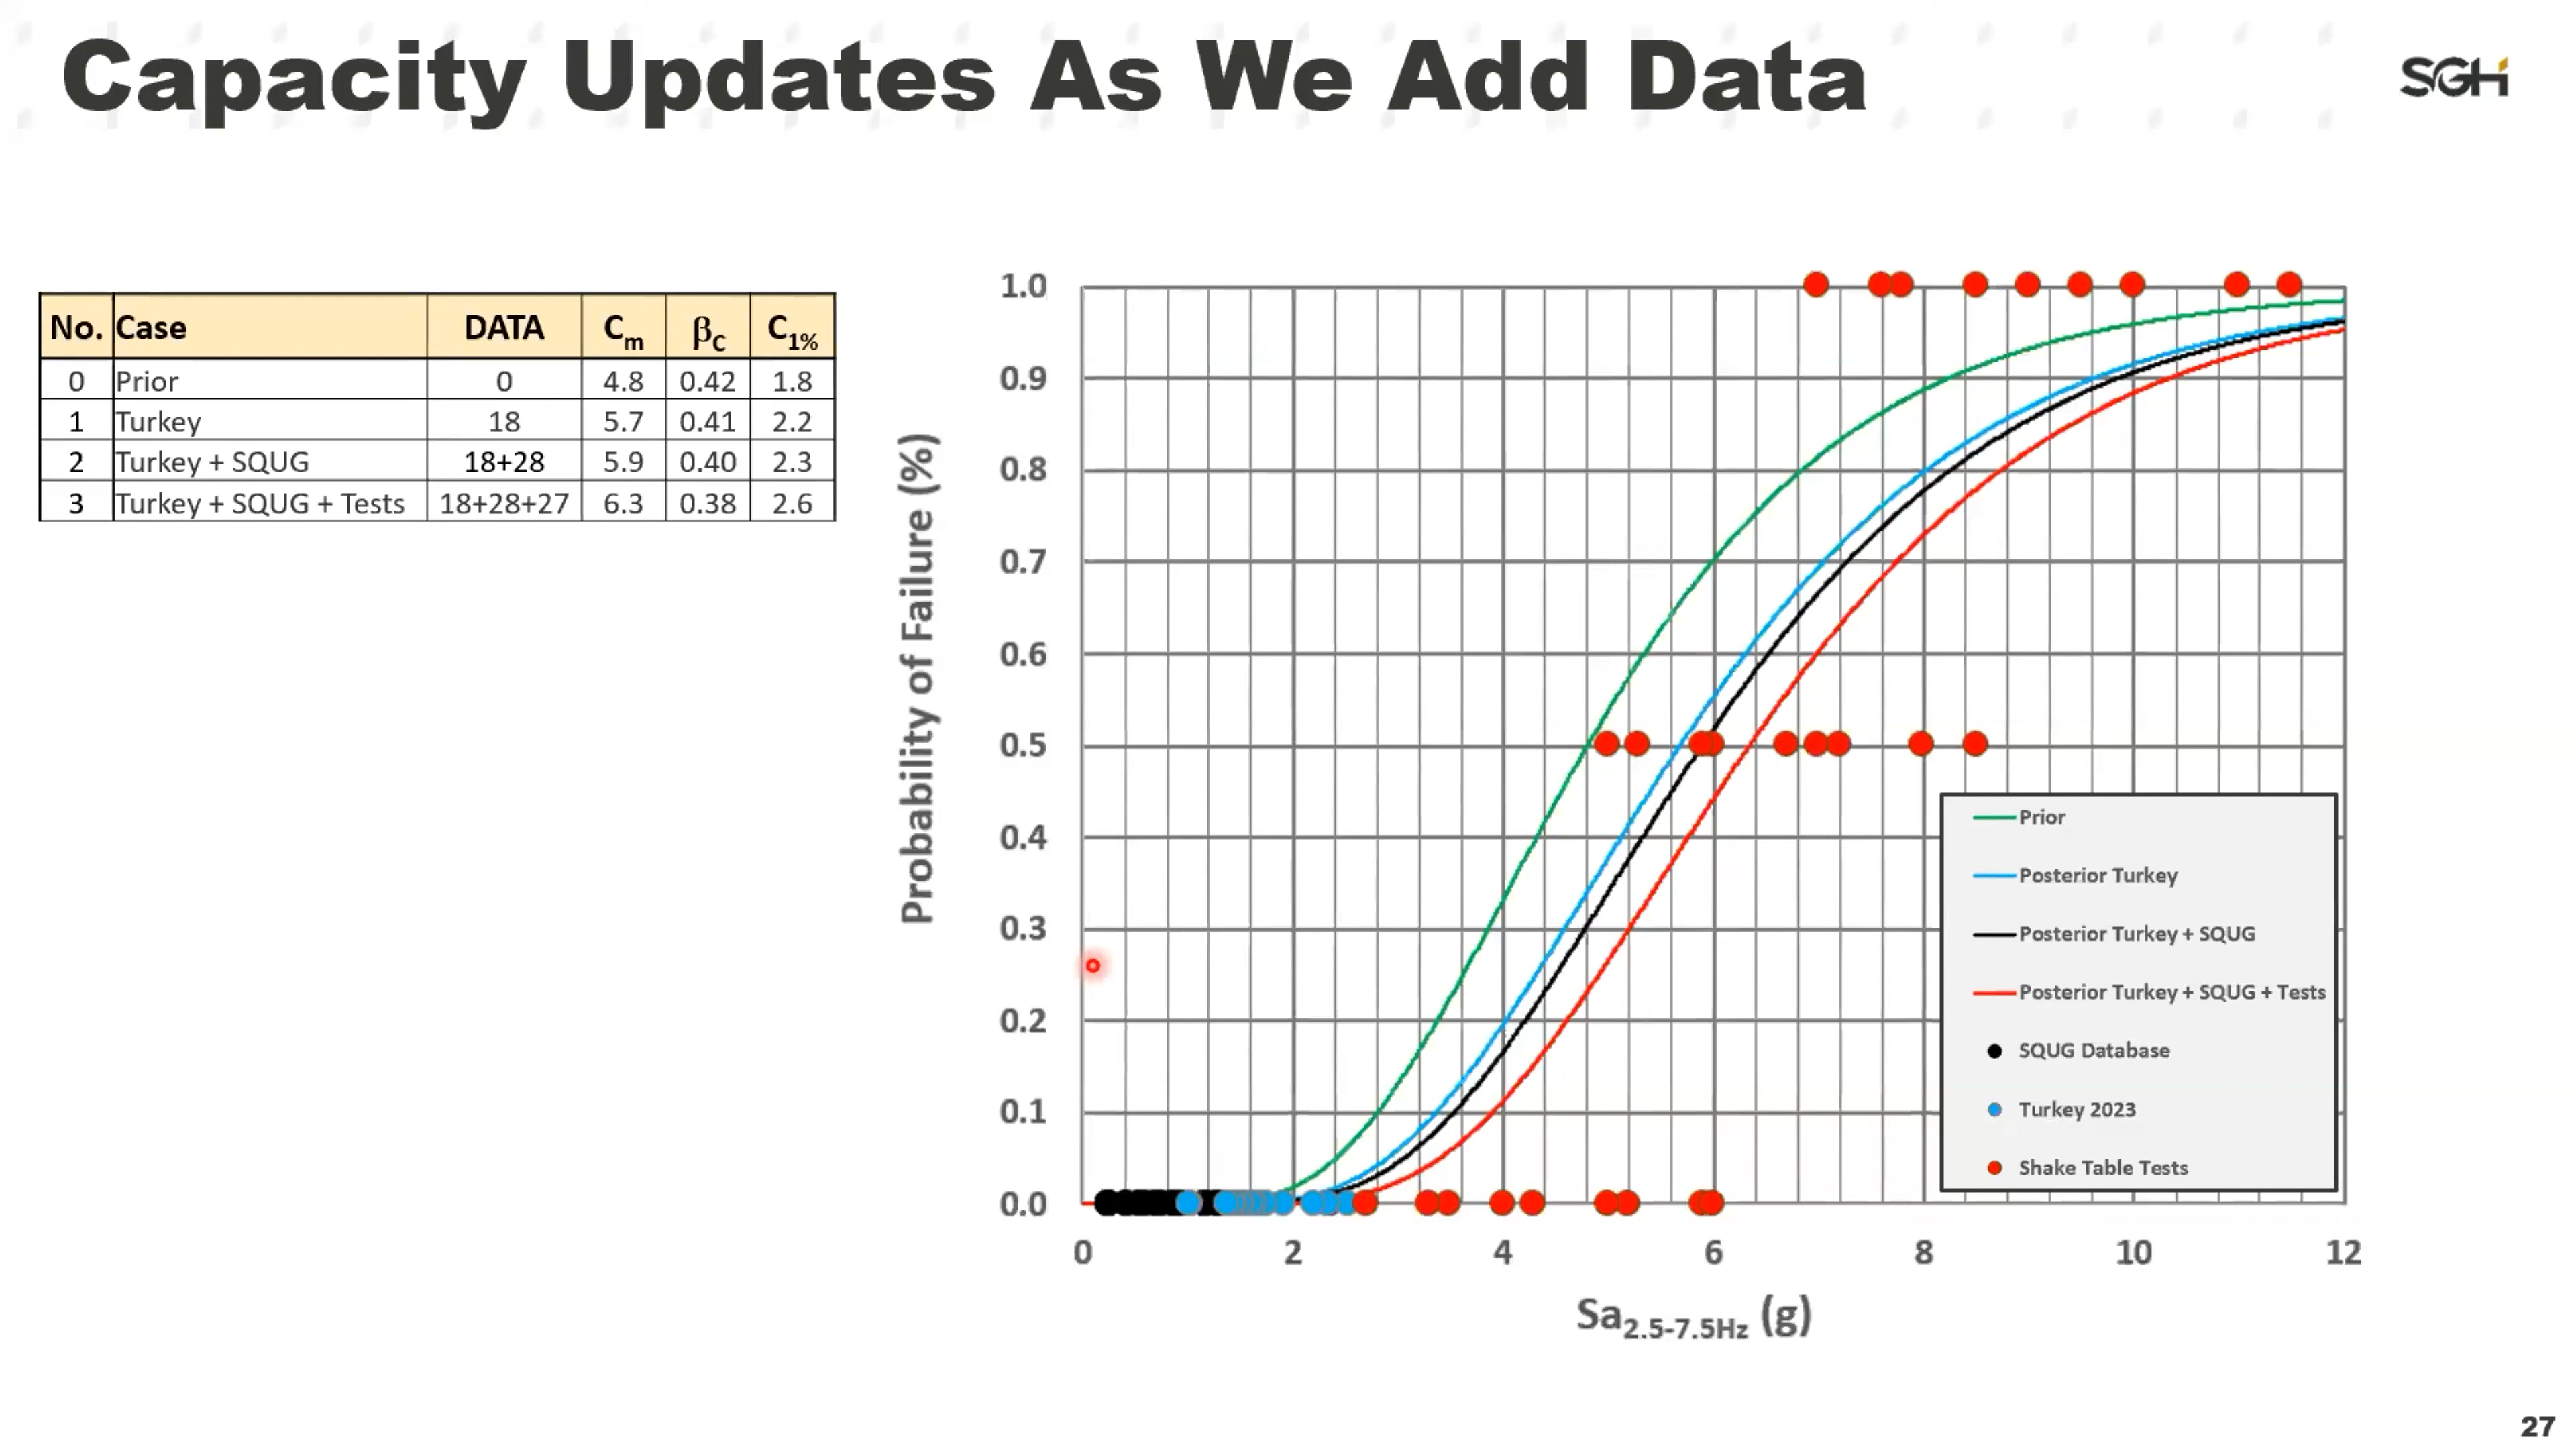 Capacity Updates As We Add Data
SGH
No. Case DATA Cm βC C1%
0 Prior 0 4.8 0.42 1.8
1 Turkey 18 5.7 0.41 2.2
2 Turkey + SQUG 18+28 5.9 0.40 2.3
3 Turkey + SQUG + Tests 18+28+27 6.3 0.38 2.6
Probability of Failure (%)
1.0
0.9
0.8
0.7
0.6
0.5
0.4
0.3
0.2
0.1
0.0
0 2 4 6 8 10 12
Sa2.5-7.5Hz (g)
Prior
Posterior Turkey
Posterior Turkey + SQUG
Posterior Turkey + SQUG + Tests
SQUG Database
Turkey 2023
Shake Table Tests
27